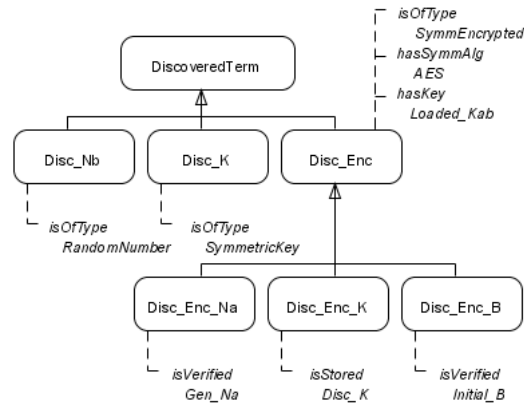 isOfType
SymmEncrypted
hasSymmAlg
AES
hasKey
Loaded_Kab
DiscoveredTerm
Disc_Nb
Disc_K
Disc_Enc
isOfType
RandomNumber
isOfType
SymmetricKey
Disc_Enc_Na
Disc_Enc_K
Disc_Enc_B
isVerified
Gen_Na
isStored
Disc_K
isVerified
Initial_B